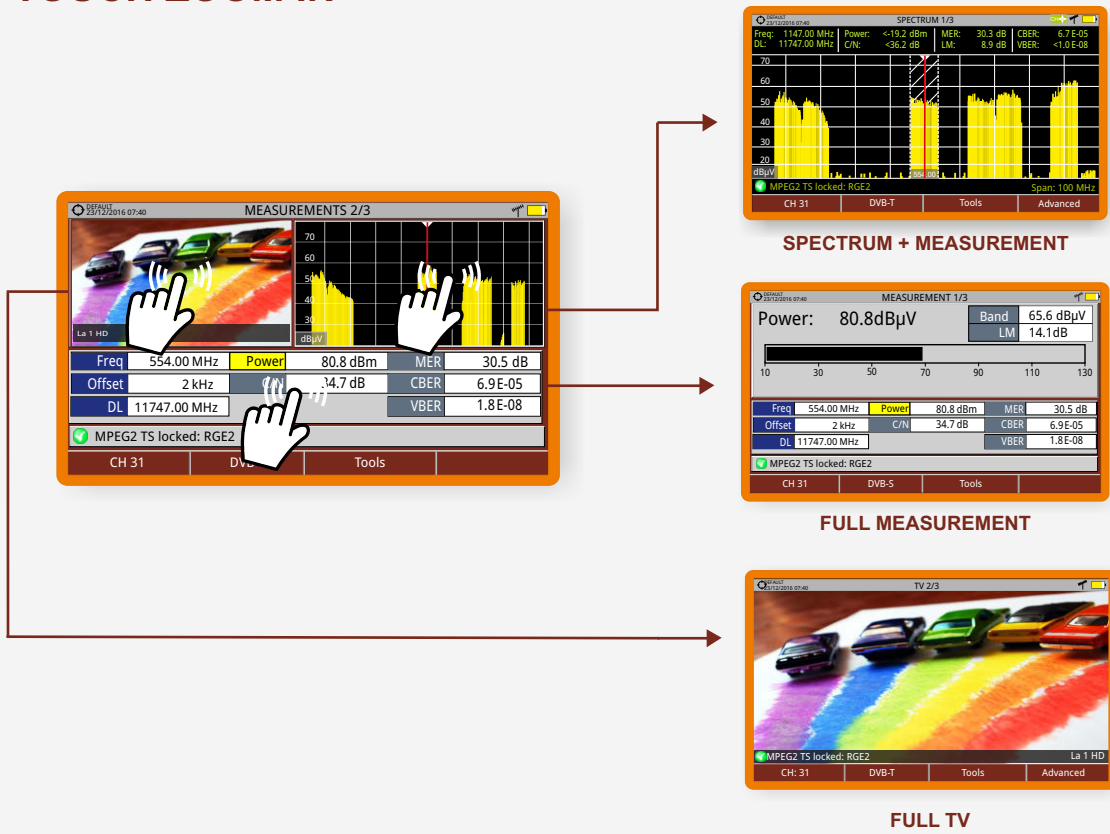 DEFAULT
23/12/2016 07:40
SPECTRUM 1/3
Freq: 1147.00 MHz Power: <-19.2 dBm MER: 30.3 dB CBER: 6.7 E-05
DL: 11747.00 MHz C/N: <36.2 dB LM: 8.9 dB VBER: <1.0 E-08
70
60
50
40
30
20
dBµV
554.00
MPEG2 TS locked: RGE2 Span: 100 MHz
CH 31 DVB-T Tools Advanced
SPECTRUM + MEASUREMENT
DEFAULT
23/12/2016 07:40
MEASUREMENTS 2/3
70
60
50
40
30
dBµV
La 1 HD
Freq 554.00 MHz Power 80.8 dBm MER 30.5 dB
Offset 2 kHz C/N 34.7 dB CBER 6.9E-05
DL 11747.00 MHz VBER 1.8E-08
MPEG2 TS locked: RGE2
CH 31 Tools
DEFAULT
23/12/2016 07:40
MEASUREMENT 1/3
Power: 80.8dBµV Band 65.6 dBµV
LM 14.1dB
10 30 50 70 90 110 130
Freq 554.00 MHz Power 80.8 dBm MER 30.5 dB
Offset 2 kHz C/N 34.7 dB CBER 6.9E-05
DL 11747.00 MHz VBER 1.8E-08
MPEG2 TS locked: RGE2
CH 31 DVB-S Tools
FULL MEASUREMENT
DEFAULT
23/12/2016 07:40
TV 2/3
MPEG2 TS locked: RGE2 La 1 HD
CH: 31 DVB-T Tools Advanced
FULL TV